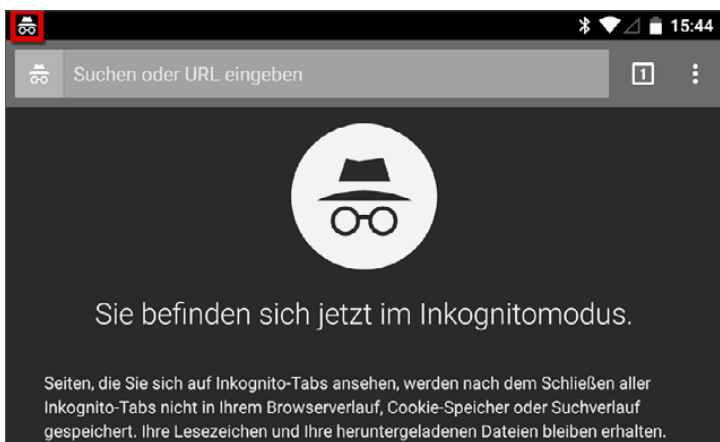 15:44
Suchen oder URL eingeben
1
Sie befinden sich jetzt im Inkognitomodus.
Seiten, die Sie sich auf Inkognito-Tabs ansehen, werden nach dem Schließen aller
Inkognito-Tabs nicht in Ihrem Browserverlauf, Cookie-Speicher oder Suchverlauf
gespeichert. Ihre Lesezeichen und Ihre heruntergeladenen Dateien bleiben erhalten.